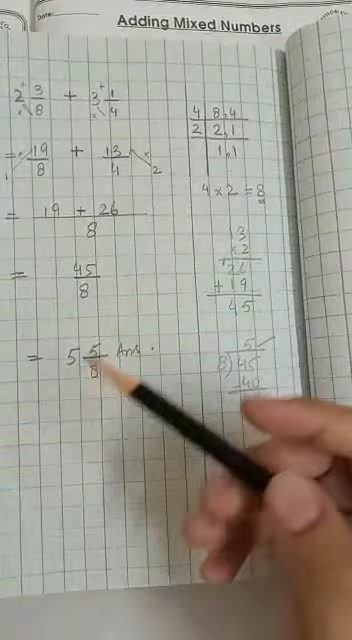 Date:
Adding Mixed Numbers
2 3/8 + 3 1/4
= 19/8 + 13/4
1 2
= 19 + 26 / 8
= 45/8
= 5 5/8 Ans.
4 | 8,4
2 | 2,1
1,1
4 × 2 = 8
13
×2
26
+19
45
5
8)45
40